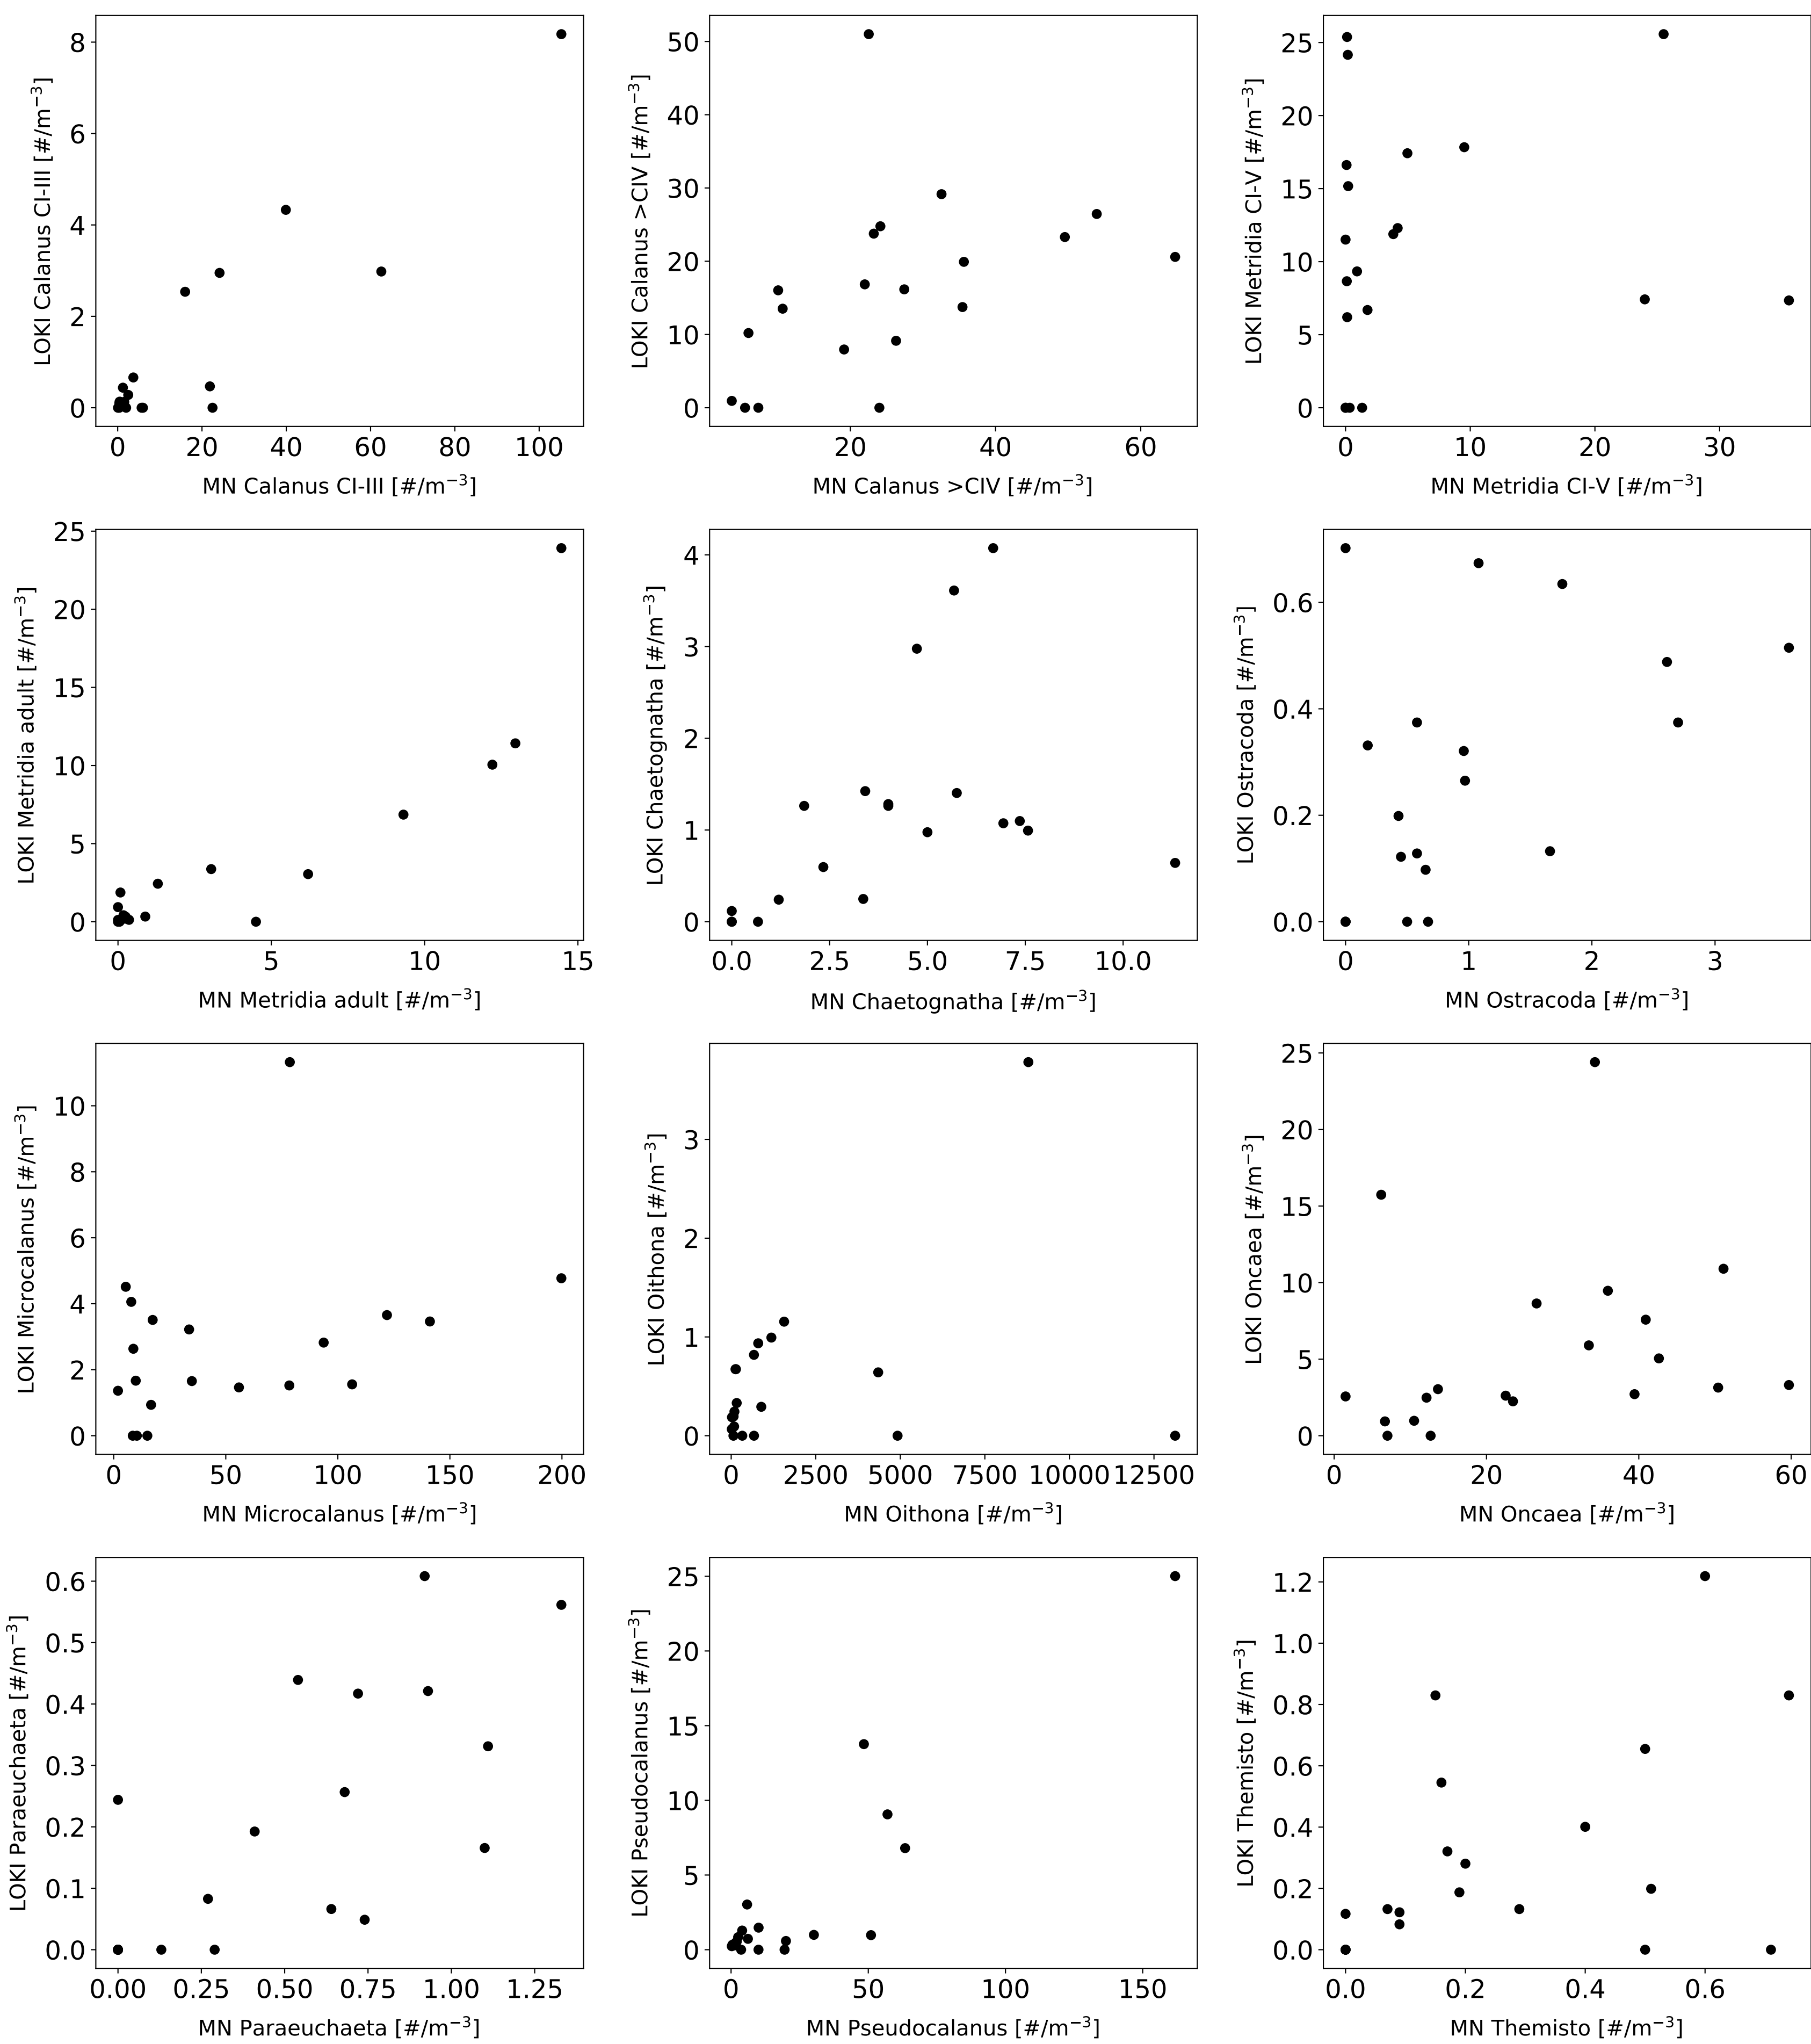 LOKI Calanus CI-III [#/m⁻³]
8
6
4
2
0
0 20 40 60 80 100
MN Calanus CI-III [#/m⁻³]
LOKI Calanus >CIV [#/m⁻³]
50
40
30
20
10
0
20 40 60
MN Calanus >CIV [#/m⁻³]
LOKI Metridia CI-V [#/m⁻³]
25
20
15
10
5
0
0 10 20 30
MN Metridia CI-V [#/m⁻³]
LOKI Metridia adult [#/m⁻³]
25
20
15
10
5
0
0 5 10 15
MN Metridia adult [#/m⁻³]
LOKI Chaetognatha [#/m⁻³]
4
3
2
1
0
0.0 2.5 5.0 7.5 10.0
MN Chaetognatha [#/m⁻³]
LOKI Ostracoda [#/m⁻³]
0.6
0.4
0.2
0.0
0 1 2 3
MN Ostracoda [#/m⁻³]
LOKI Microcalanus [#/m⁻³]
10
8
6
4
2
0
0 50 100 150 200
MN Microcalanus [#/m⁻³]
LOKI Oithona [#/m⁻³]
3
2
1
0
0 2500 5000 7500 10000 12500
MN Oithona [#/m⁻³]
LOKI Oncaea [#/m⁻³]
25
20
15
10
5
0
0 20 40 60
MN Oncaea [#/m⁻³]
LOKI Paraeuchaeta [#/m⁻³]
0.6
0.5
0.4
0.3
0.2
0.1
0.0
0.00 0.25 0.50 0.75 1.00 1.25
MN Paraeuchaeta [#/m⁻³]
LOKI Pseudocalanus [#/m⁻³]
25
20
15
10
5
0
0 50 100 150
MN Pseudocalanus [#/m⁻³]
LOKI Themisto [#/m⁻³]
1.2
1.0
0.8
0.6
0.4
0.2
0.0
0.0 0.2 0.4 0.6
MN Themisto [#/m⁻³]